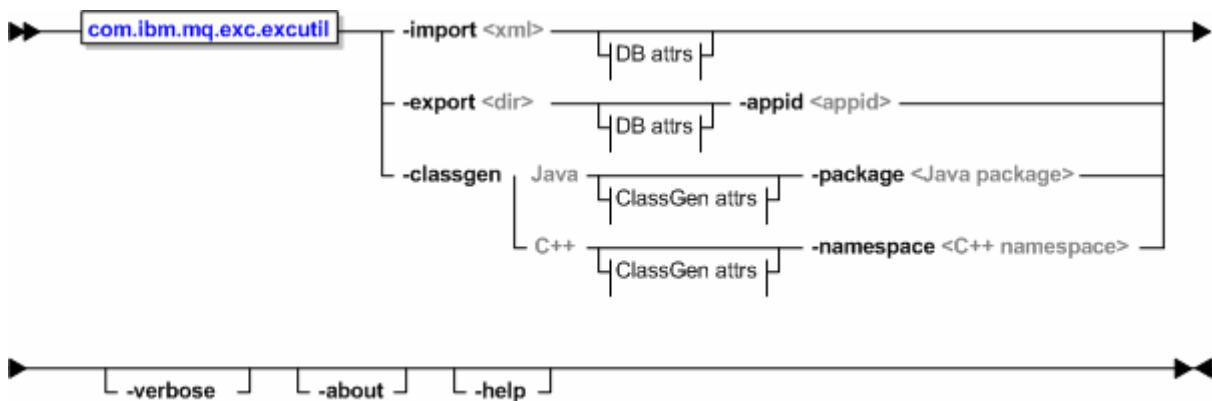 com.ibm.mq.exc.excutil -import <xml>
DB attrs
-export <dir> -appid <appid>
DB attrs
-classgen Java -package <Java package>
ClassGen attrs
C++ -namespace <C++ namespace>
ClassGen attrs
-verbose -about -help